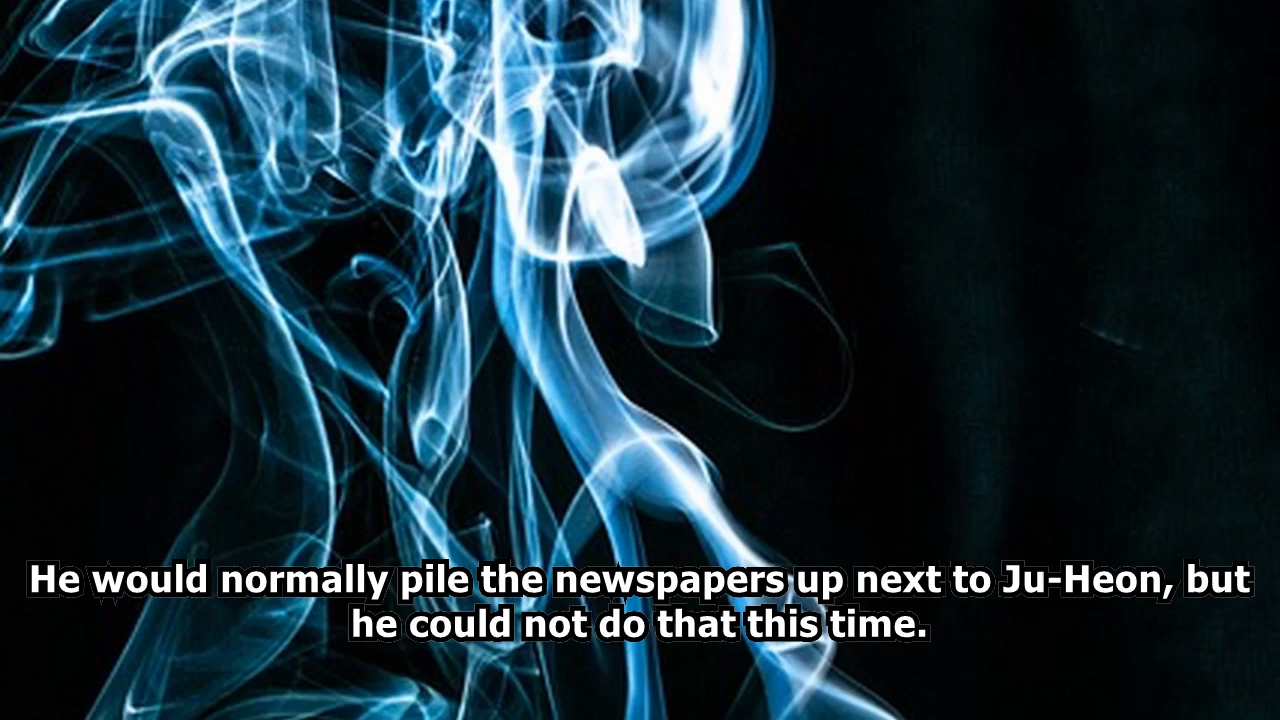 He would normally pile the newspapers up next to Ju-Heon, but
he could not do that this time.